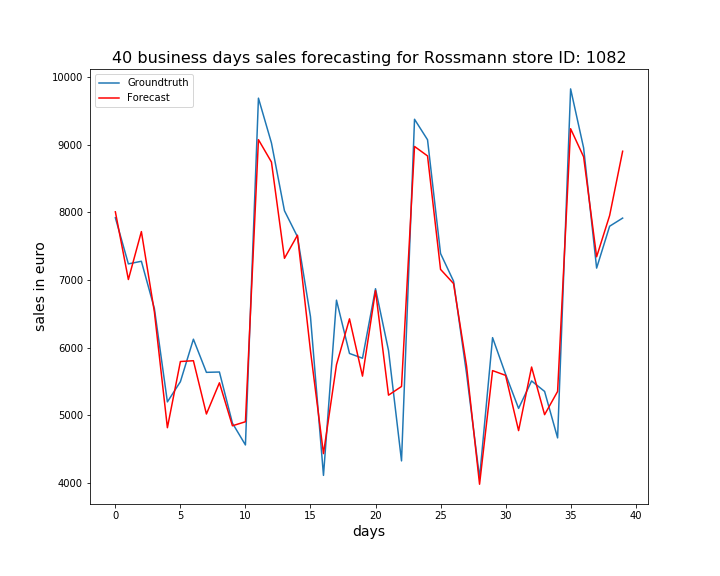 40 business days sales forecasting for Rossmann store ID: 1082
Groundtruth
Forecast
10000
9000
8000
7000
6000
5000
4000
sales in euro
0 5 10 15 20 25 30 35 40
days